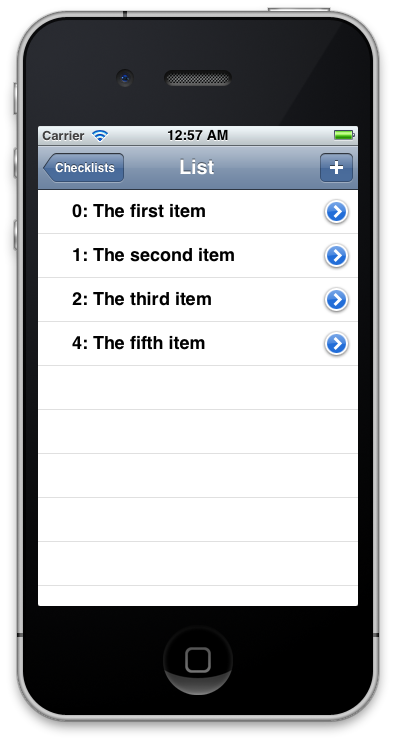 Carrier 12:57 AM
Checklists List +
0: The first item
1: The second item
2: The third item
4: The fifth item